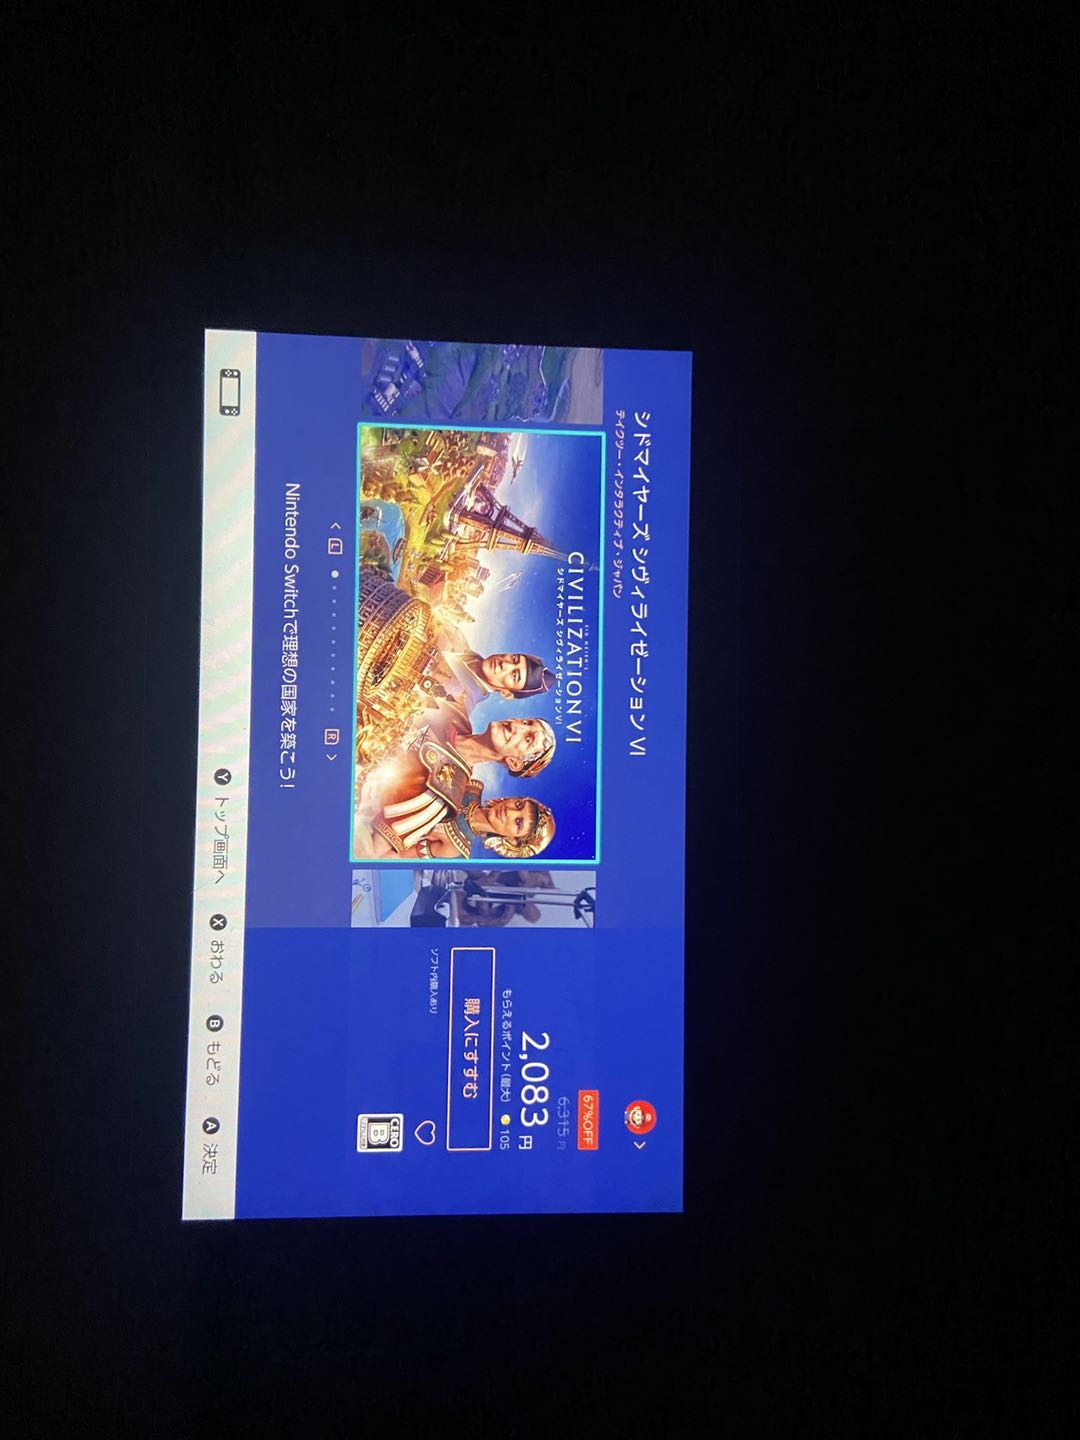 シドマイヤーズ シヴィライゼーション VI
テイクツー・インタラクティブ・ジャパン
SID MEIER'S
CIVILIZATION VI
シドマイヤーズ シヴィライゼーション VI
L
R
Nintendo Switchで理想の国家を築こう!
67%OFF
6,315 円
2,083 円
もらえるポイント(最大) 105
購入にすすむ
ソフト内購入あり
CERO
B
Y トップ画面へ X おわる B もどる A 決定